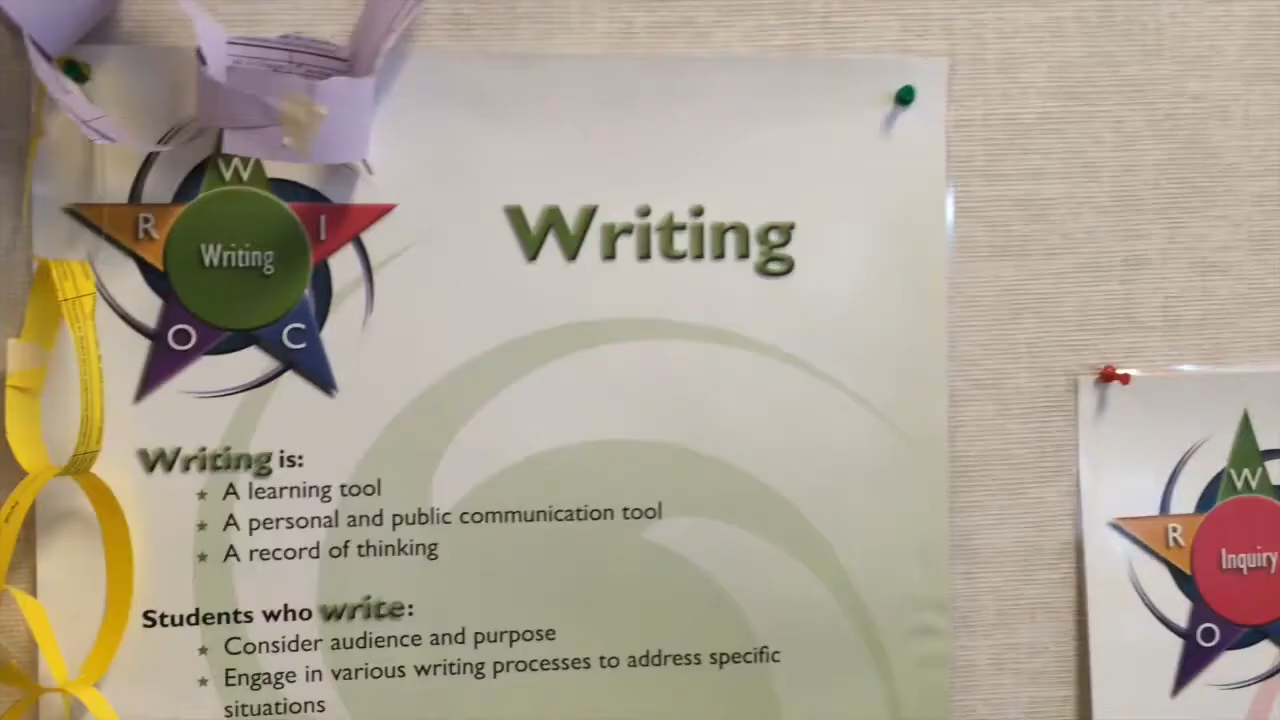 W
R
I
Writing
O
C
Writing
Writing is:
A learning tool
A personal and public communication tool
A record of thinking
Students who write:
Consider audience and purpose
Engage in various writing processes to address specific
situations
W
R
Inquiry
O